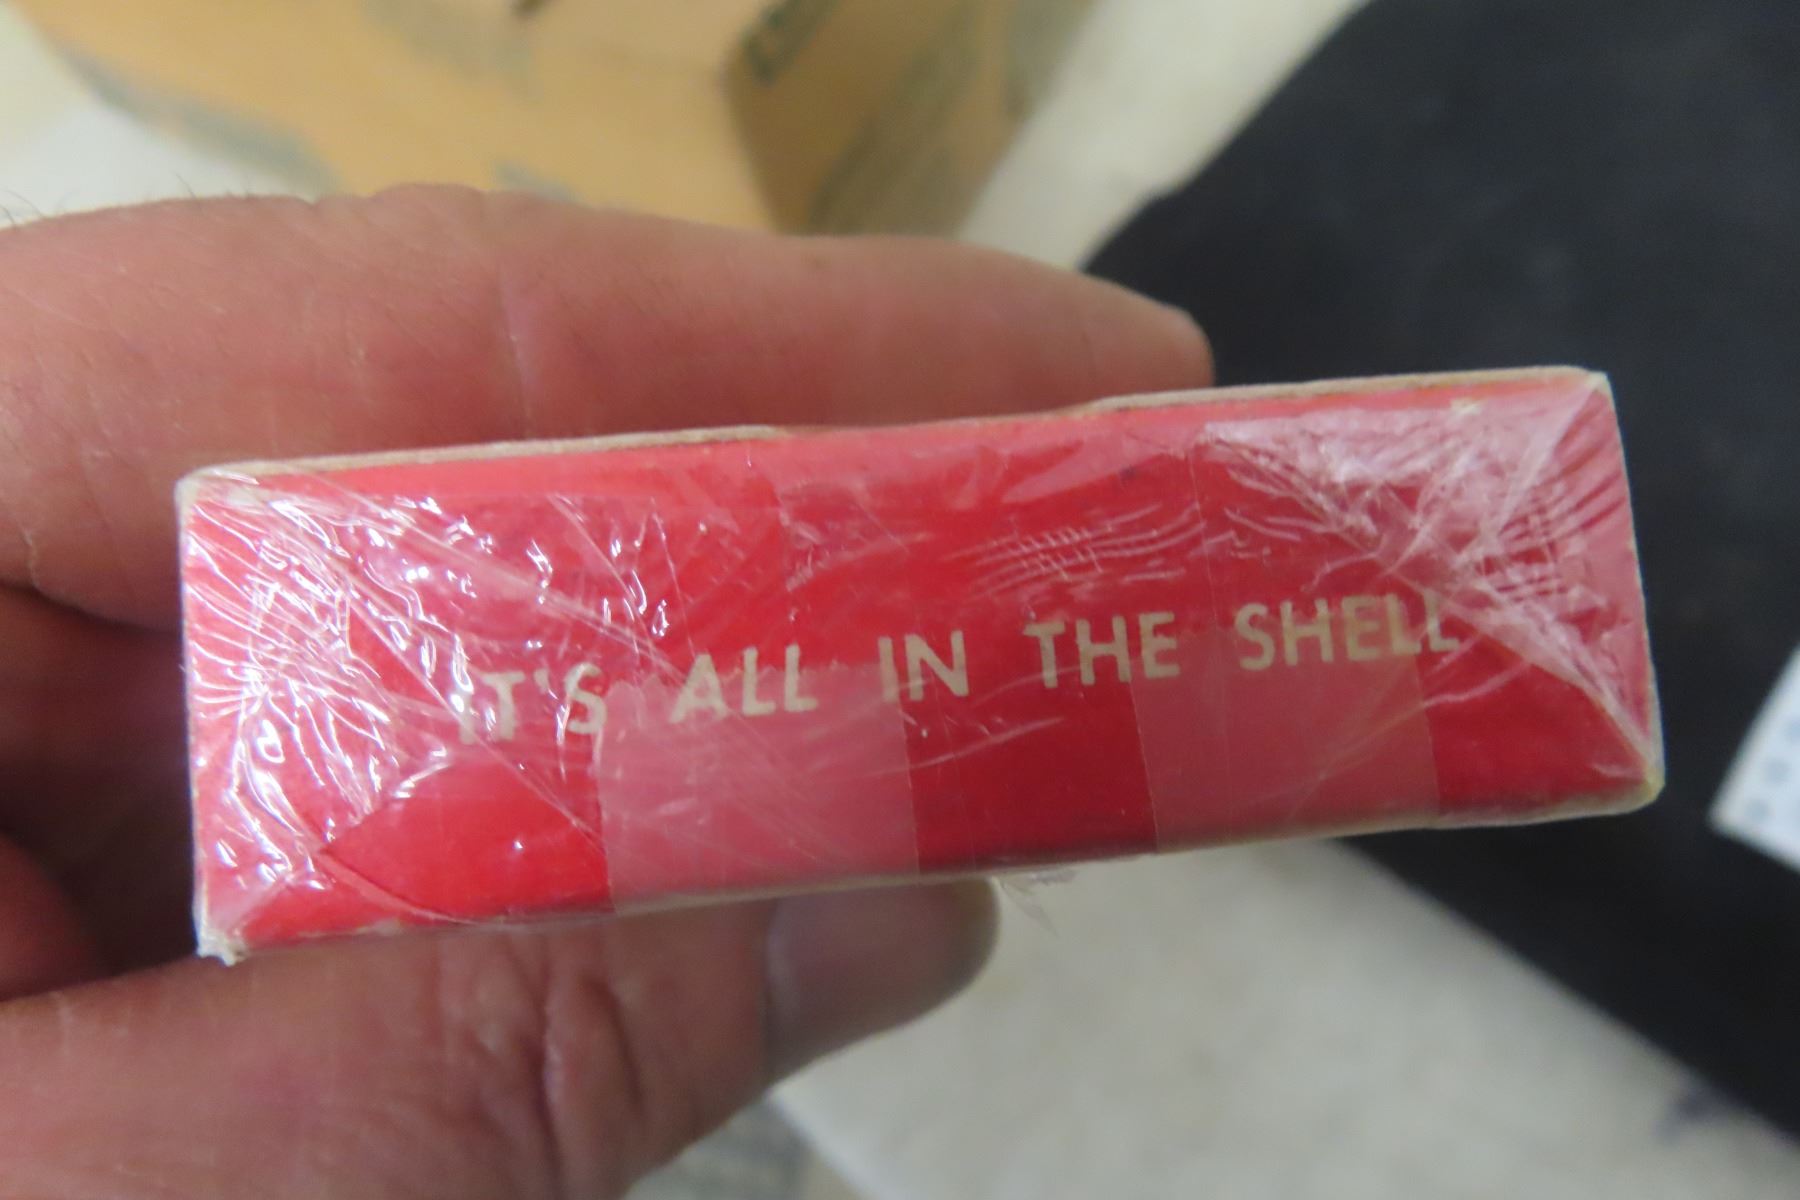 IT'S ALL IN THE SHELL